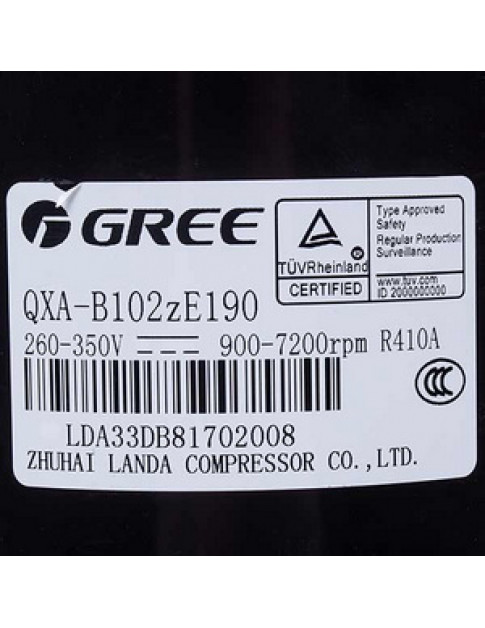 GREE
TÜVRheinland
CERTIFIED
Type Approved
Safety
Regular Production
Surveillance
www.tuv.com
ID 2000000000
QXA-B102zE190
260-350V 900-7200rpm R410A
CCC
LDA33DB81702008
ZHUHAI LANDA COMPRESSOR CO.,LTD.